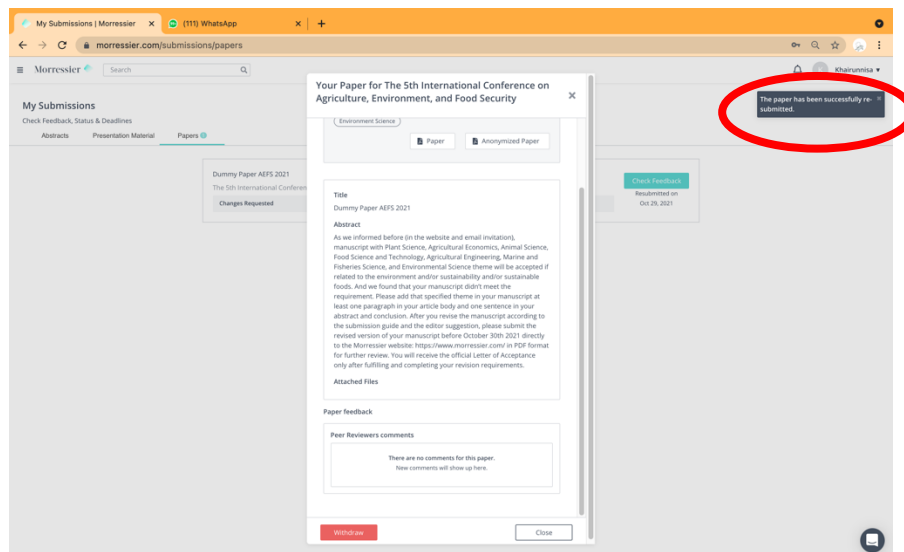 My Submissions | Morressier
(111) WhatsApp
morressier.com/submissions/papers
Morressier
Search
Khairunnisa
My Submissions
Check Feedback, Status & Deadlines
Abstracts
Presentation Material
Papers
The paper has been successfully re-
submitted.
Dummy Paper AEFS 2021
The 5th International Conferen
Changes Requested
Check Feedback
Resubmitted on
Oct 29, 2021
Your Paper for The 5th International Conference on
Agriculture, Environment, and Food Security
Environment Science
Paper
Anonymized Paper
Title
Dummy Paper AEFS 2021
Abstract
As we informed before (in the website and email invitation),
manuscript with Plant Science, Agricultural Economics, Animal Science,
Food Science and Technology, Agricultural Engineering, Marine and
Fisheries Science, and Environmental Science theme will be accepted if
related to the environment and/or sustainability and/or sustainable
foods. And we found that your manuscript didn't meet the
requirement. Please add that specified theme in your manuscript at
least one paragraph in your article body and one sentence in your
abstract and conclusion. After you revise the manuscript according to
the submission guide and the editor suggestion, please submit the
revised version of your manuscript before October 30th 2021 directly
to the Morressier website: https://www.morressier.com/ in PDF format
for further review. You will receive the official Letter of Acceptance
only after fulfilling and completing your revision requirements.
Attached Files
Paper feedback
Peer Reviewers comments
There are no comments for this paper.
New comments will show up here.
Withdraw
Close